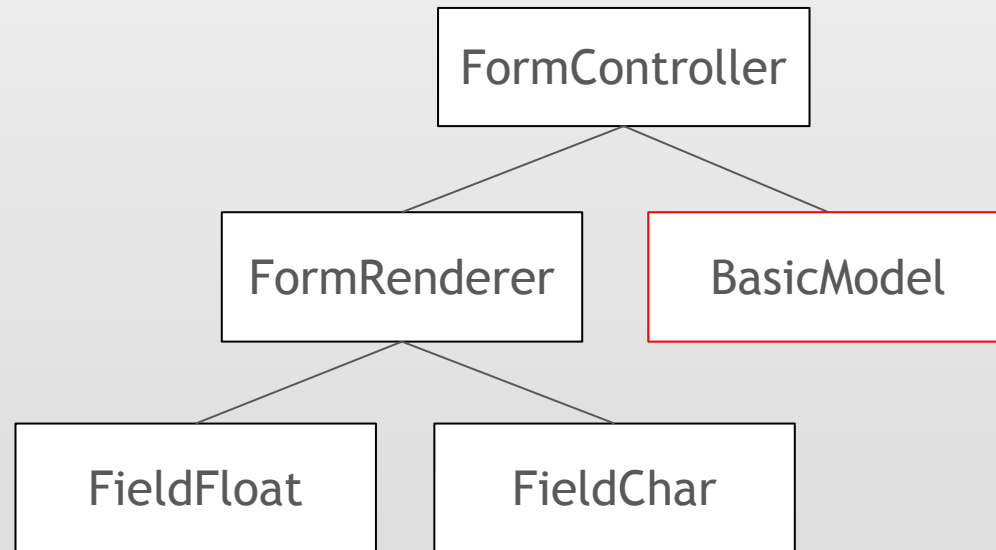 FormController
FormRenderer
BasicModel
FieldFloat
FieldChar